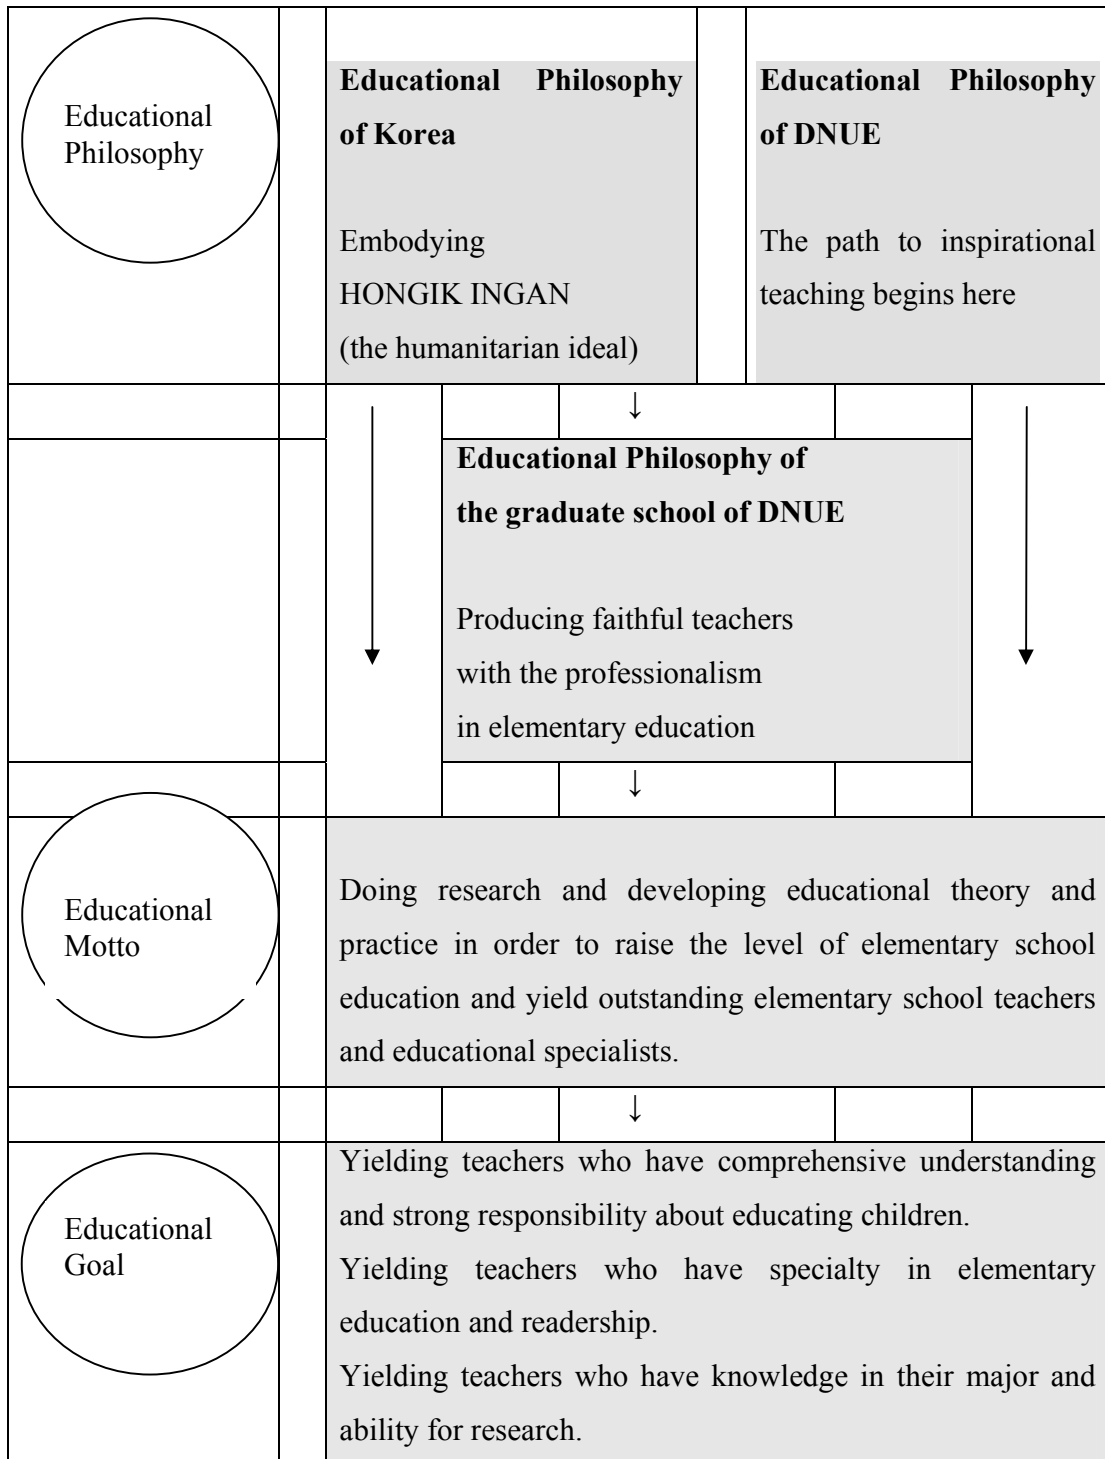 Educational
Philosophy
Educational Philosophy
of Korea
Embodying
HONGIK INGAN
(the humanitarian ideal)
Educational Philosophy
of DNUE
The path to inspirational
teaching begins here
↓
Educational Philosophy of
the graduate school of DNUE
Producing faithful teachers
with the professionalism
in elementary education
↓
Educational
Motto
Doing research and developing educational theory and
practice in order to raise the level of elementary school
education and yield outstanding elementary school teachers
and educational specialists.
↓
Educational
Goal
Yielding teachers who have comprehensive understanding
and strong responsibility about educating children.
Yielding teachers who have specialty in elementary
education and readership.
Yielding teachers who have knowledge in their major and
ability for research.